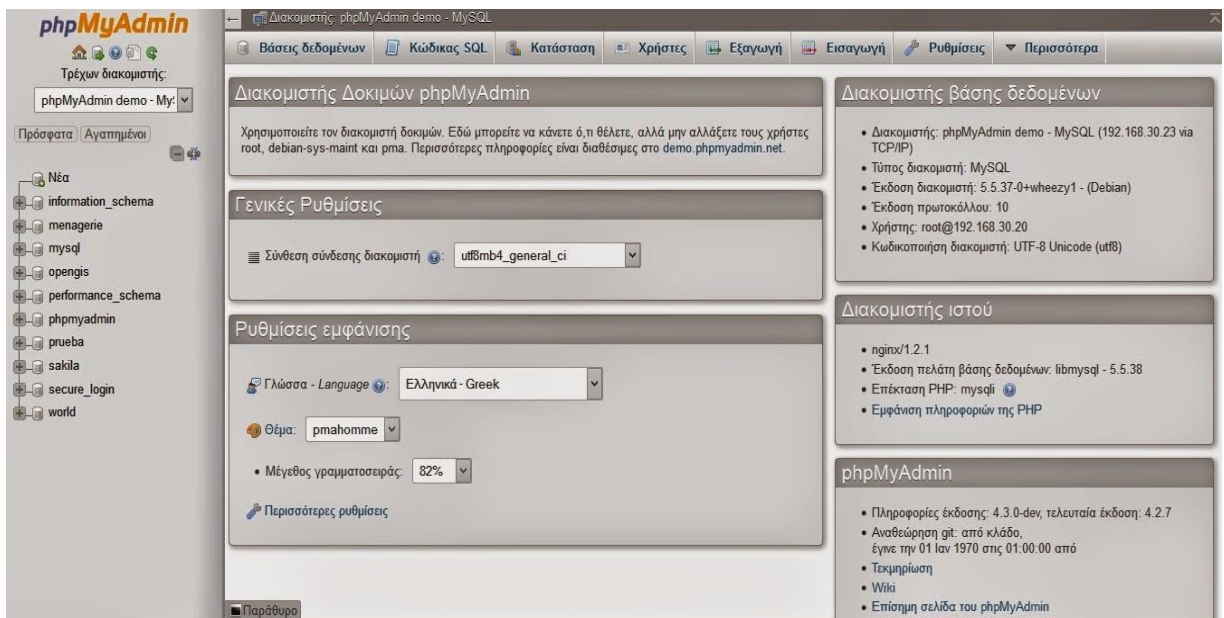 phpMyAdmin
Τρέχων διακομιστής:
phpMyAdmin demo - My:
Πρόσφατα Αγαπημένοι
Νέα
information_schema
menagerie
mysql
opengis
performance_schema
phpmyadmin
prueba
sakila
secure_login
world
Διακομιστής: phpMyAdmin demo - MySQL
Βάσεις δεδομένων Κώδικας SQL Κατάσταση Χρήστες Εξαγωγή Εισαγωγή Ρυθμίσεις Περισσότερα
Διακομιστής Δοκιμών phpMyAdmin
Χρησιμοποιείτε τον διακομιστή δοκιμών. Εδώ μπορείτε να κάνετε ό,τι θέλετε, αλλά μην αλλάξετε τους χρήστες
root, debian-sys-maint και pma. Περισσότερες πληροφορίες είναι διαθέσιμες στο demo.phpmyadmin.net.
Γενικές Ρυθμίσεις
Σύνθεση σύνδεσης διακομιστή : utf8mb4_general_ci
Ρυθμίσεις εμφάνισης
Γλώσσα - Language : Ελληνικά - Greek
Θέμα: pmahomme
• Μέγεθος γραμματοσειράς: 82%
Περισσότερες ρυθμίσεις
Παράθυρο
Διακομιστής βάσης δεδομένων
• Διακομιστής: phpMyAdmin demo - MySQL (192.168.30.23 via
TCP/IP)
• Τύπος διακομιστή: MySQL
• Έκδοση διακομιστή: 5.5.37-0+wheezy1 - (Debian)
• Έκδοση πρωτοκόλλου: 10
• Χρήστης: root@192.168.30.20
• Κωδικοποίηση διακομιστή: UTF-8 Unicode (utf8)
Διακομιστής ιστού
• nginx/1.2.1
• Έκδοση πελάτη βάσης δεδομένων: libmysql - 5.5.38
• Επέκταση PHP: mysqli
• Εμφάνιση πληροφοριών της PHP
phpMyAdmin
• Πληροφορίες έκδοσης: 4.3.0-dev, τελευταία έκδοση: 4.2.7
• Αναθεώρηση git: από κλάδο,
έγινε την 01 Ιαν 1970 στις 01:00:00 από
• Τεκμηρίωση
• Wiki
• Επίσημη σελίδα του phpMyAdmin